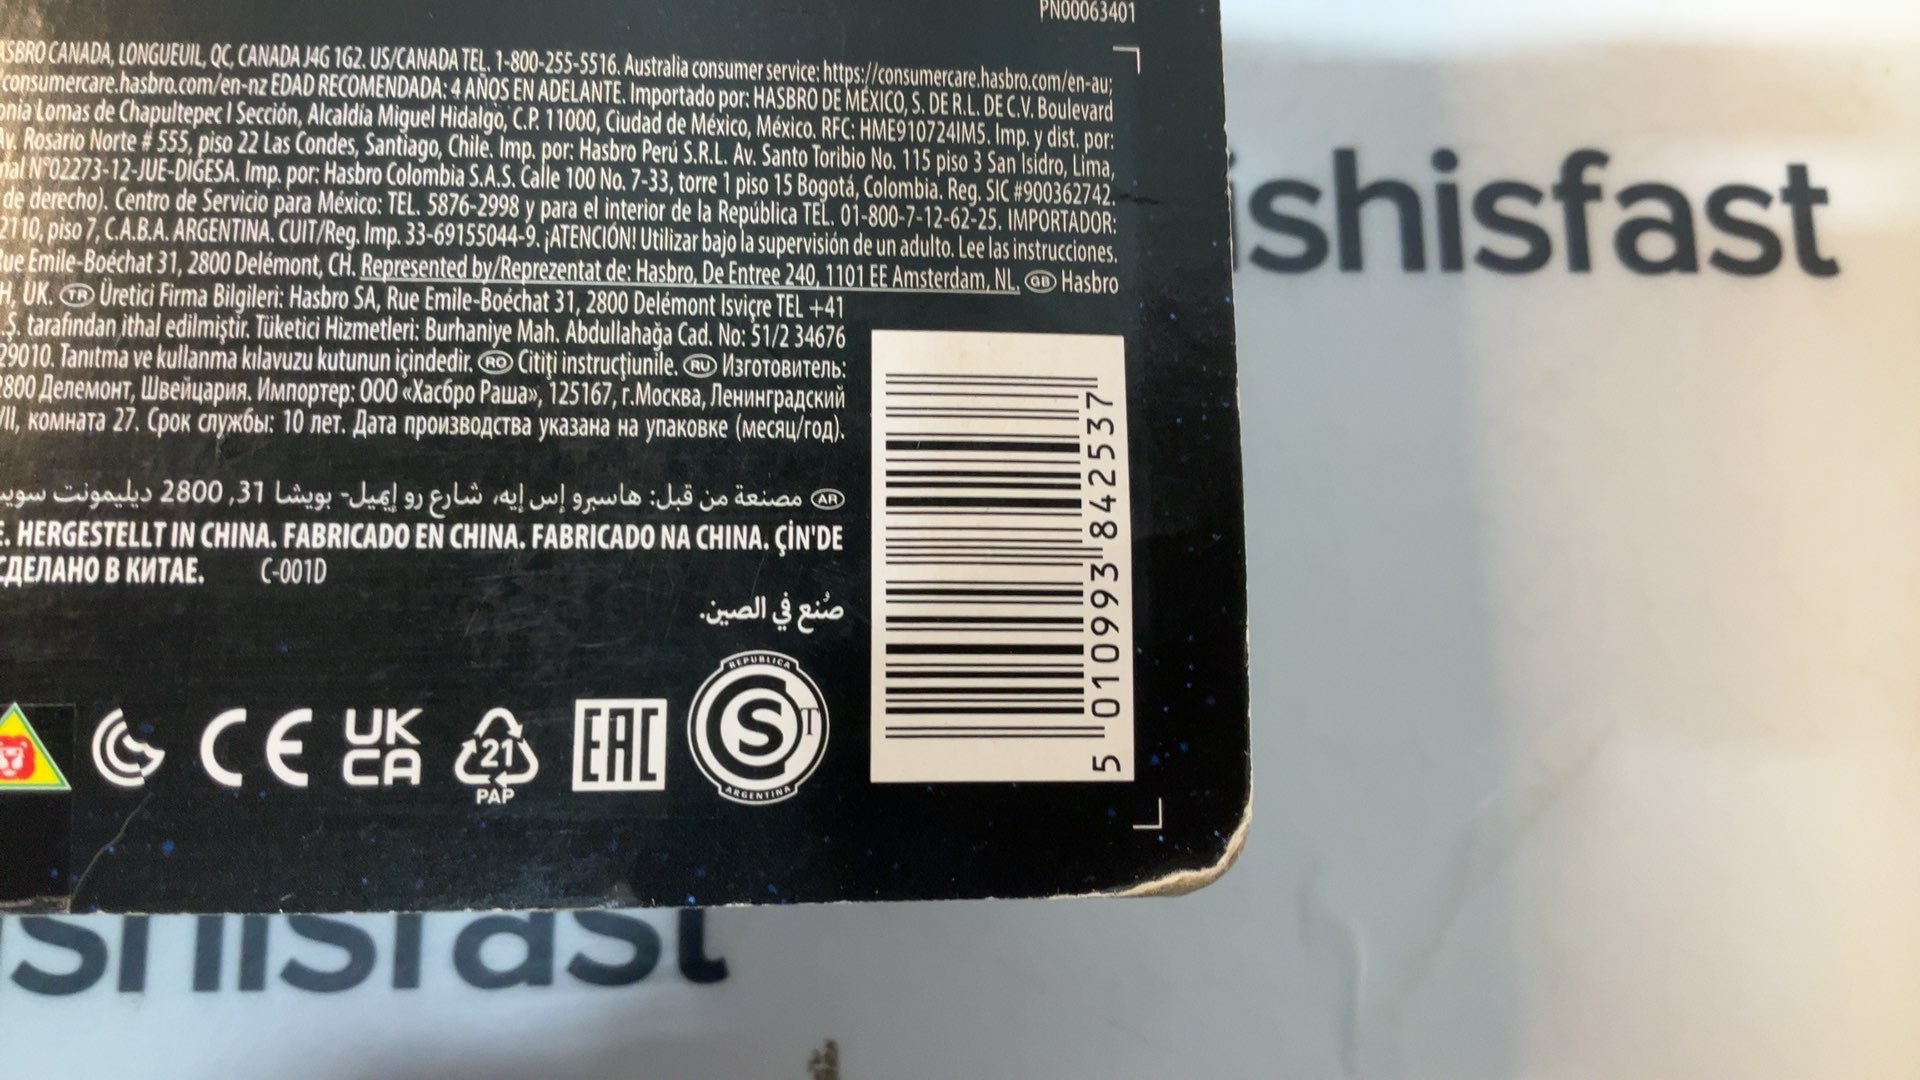 PN00063401
ASBRO CANADA, LONGUEUIL, QC, CANADA J4G 1G2. US/CANADA TEL. 1-800-255-5516. Australia consumer service: https://consumercare.hasbro.com/en-au;
consumercare.hasbro.com/en-nz EDAD RECOMENDADA: 4 AÑOS EN ADELANTE. Importado por: HASBRO DE MÉXICO, S. DE R.L. DE C.V. Boulevard
onia Lomas de Chapultepec I Sección, Alcaldía Miguel Hidalgo, C.P. 11000, Ciudad de México, México. RFC: HME910724IM5. Imp. y dist. por:
Av. Rosario Norte # 555, piso 22 Las Condes, Santiago, Chile. Imp. por: Hasbro Perú S.R.L. Av. Santo Toribio No. 115 piso 3 San Isidro, Lima,
nal N°02273-12-JUE-DIGESA. Imp. por: Hasbro Colombia S.A.S. Calle 100 No. 7-33, torre 1 piso 15 Bogotá, Colombia. Reg. SIC #900362742.
de derecho). Centro de Servicio para México: TEL. 5876-2998 y para el interior de la República TEL. 01-800-7-12-62-25. IMPORTADOR:
2110, piso 7, C.A.B.A. ARGENTINA. CUIT/Reg. Imp. 33-69155044-9. ¡ATENCIÓN! Utilizar bajo la supervisión de un adulto. Lee las instrucciones.
Rue Emile-Boéchat 31, 2800 Delémont, CH. Represented by/Reprezentat de: Hasbro, De Entree 240, 1101 EE Amsterdam, NL. GB Hasbro
H, UK. TR Üretici Firma Bilgileri: Hasbro SA, Rue Emile-Boéchat 31, 2800 Delémont Isviçre TEL +41
.Ş. tarafından ithal edilmiştir. Tüketici Hizmetleri: Burhaniye Mah. Abdullahağa Cad. No: 51/2 34676
29010. Tanıtma ve kullanma kılavuzu kutunun içindedir. RO Citiți instrucțiunile. RU Изготовитель:
2800 Делемонт, Швейцария. Импортер: ООО «Хасбро Раша», 125167, г.Москва, Ленинградский
VII, комната 27. Срок службы: 10 лет. Дата производства указана на упаковке (месяц/год).
AR مصنعة من قبل: هاسبرو إس إيه، شارع رو إيميل- بويشا 31, 2800 ديليمونت سويس
E. HERGESTELLT IN CHINA. FABRICADO EN CHINA. FABRICADO NA CHINA. ÇİN'DE
СДЕЛАНО В КИТАЕ. C-001D
صُنع في الصين.
CE UK CA 21 PAP EAC REPUBLICA S T ARGENTINA
5 010993 842537
ishisfast
shisfast